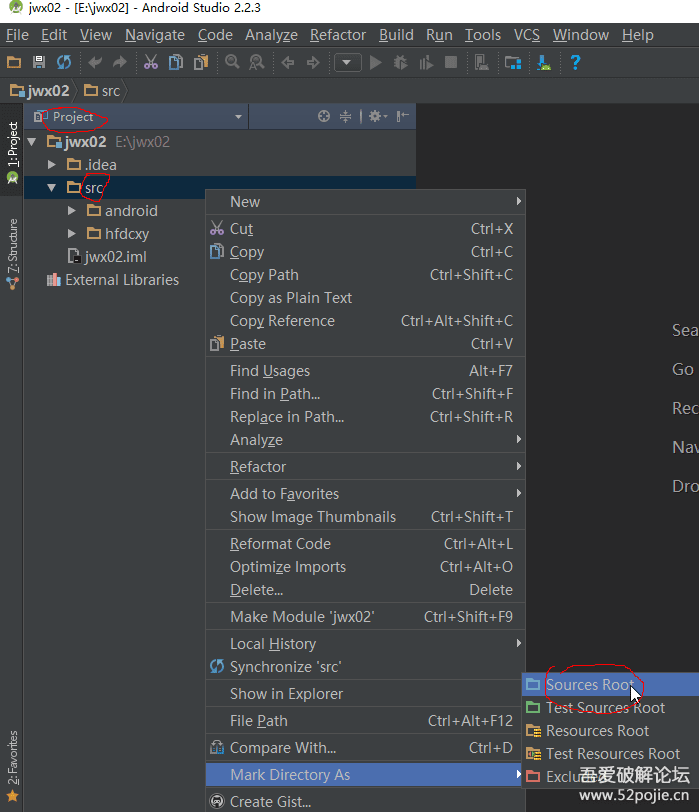 jwx02 - [E:\jwx02] - Android Studio 2.2.3
File Edit View Navigate Code Analyze Refactor Build Run Tools VCS Window Help
jwx02 src
Project
jwx02 E:\jwx02
.idea
src
android
hfdcxy
jwx02.iml
External Libraries
1: Project
7: Structure
2: Favorites
New
Cut Ctrl+X
Copy Ctrl+C
Copy Path Ctrl+Shift+C
Copy as Plain Text
Copy Reference Ctrl+Alt+Shift+C
Paste Ctrl+V
Find Usages Alt+F7
Find in Path... Ctrl+Shift+F
Replace in Path... Ctrl+Shift+R
Analyze
Refactor
Add to Favorites
Show Image Thumbnails Ctrl+Shift+T
Reformat Code Ctrl+Alt+L
Optimize Imports Ctrl+Alt+O
Delete... Delete
Make Module 'jwx02' Ctrl+Shift+F9
Local History
Synchronize 'src'
Show in Explorer
File Path Ctrl+Alt+F12
Compare With... Ctrl+D
Mark Directory As
Create Gist...
Sources Root
Test Sources Root
Resources Root
Test Resources Root
Exclu
Sea
Go
Rec
Nav
Dro
吾爱破解论坛
www.52pojie.cn